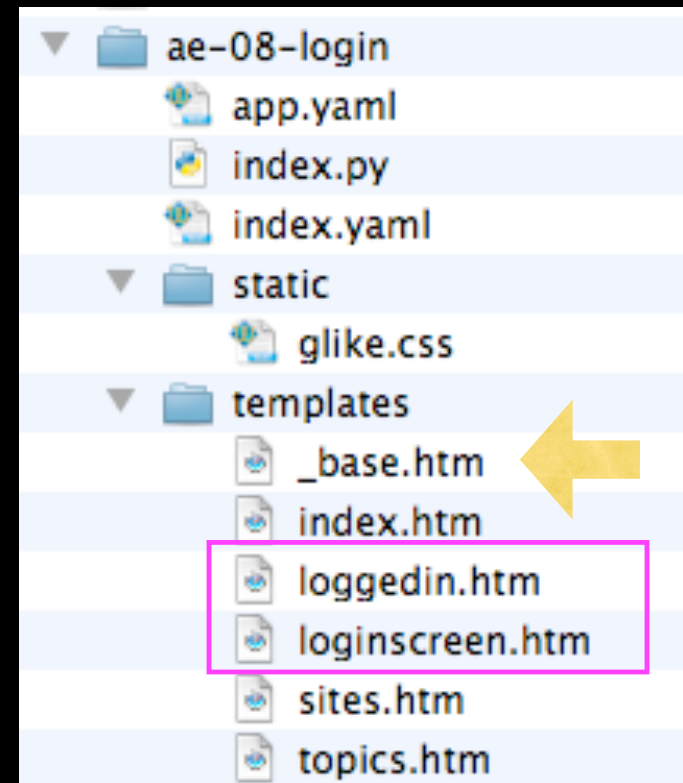 ae-08-login
app.yaml
index.py
index.yaml
static
glike.css
templates
_base.htm
index.htm
loggedin.htm
loginscreen.htm
sites.htm
topics.htm